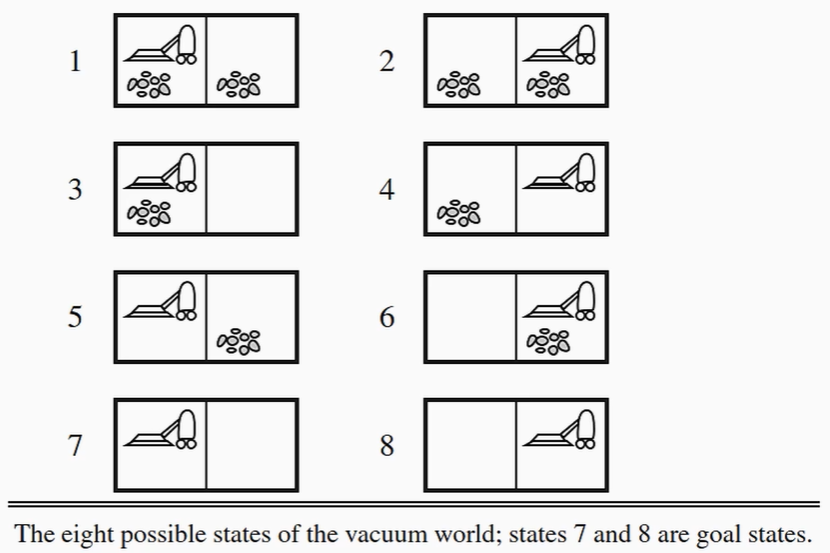 1 2
3 4
5 6
7 8
The eight possible states of the vacuum world; states 7 and 8 are goal states.